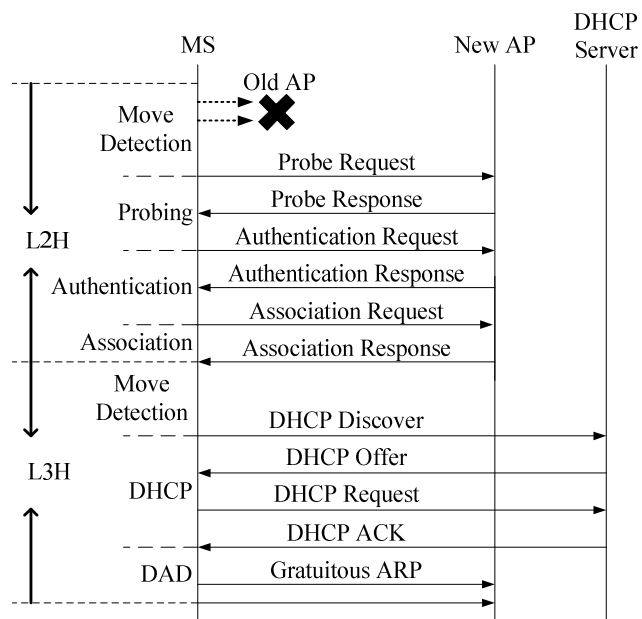 MS
New AP
DHCP
Server
Old AP
Move
Detection
Probe Request
Probe Response
Probing
Authentication Request
L2H
Authentication Response
Authentication
Association Request
Association
Association Response
Move
Detection
DHCP Discover
DHCP Offer
L3H
DHCP
DHCP Request
DHCP ACK
DAD
Gratuitous ARP